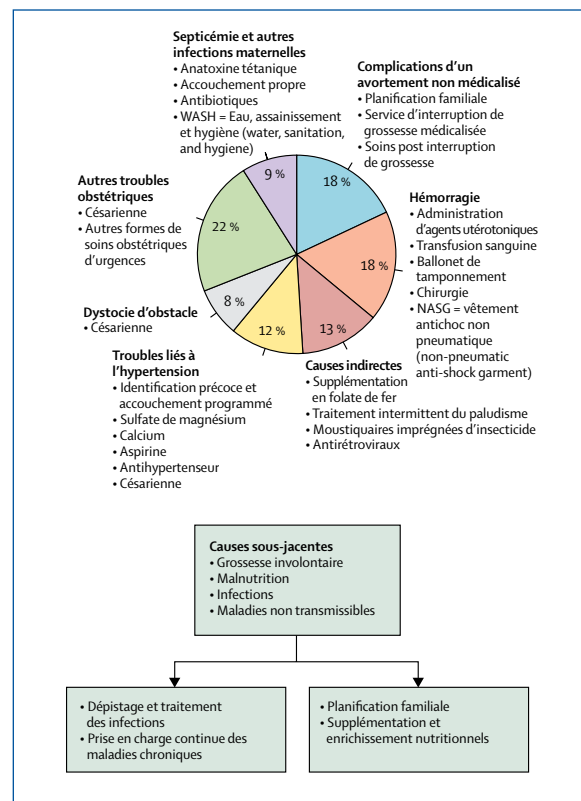 Septicémie et autres
infections maternelles
• Anatoxine tétanique
• Accouchement propre
• Antibiotiques
• WASH = Eau, assainissement
et hygiène (water, sanitation,
and hygiene)
Complications d'un
avortement non médicalisé
• Planification familiale
• Service d'interruption de
grossesse médicalisée
• Soins post interruption
de grossesse
9 %
18 %
Autres troubles
obstétriques
• Césarienne
• Autres formes de
soins obstétriques
d'urgences
22 %
Hémorragie
• Administration
d'agents utérotoniques
• Transfusion sanguine
• Ballonet de
tamponnement
• Chirurgie
• NASG = vêtement
antichoc non
pneumatique
(non-pneumatic
anti-shock garment)
18 %
8 %
12 %
13 %
Dystocie d'obstacle
• Césarienne
Troubles liés à
l'hypertension
• Identification précoce et
accouchement programmé
• Sulfate de magnésium
• Calcium
• Aspirine
• Antihypertenseur
• Césarienne
Causes indirectes
• Supplémentation
en folate de fer
• Traitement intermittent du paludisme
• Moustiquaires imprégnées d'insecticide
• Antirétroviraux
Causes sous-jacentes
• Grossesse involontaire
• Malnutrition
• Infections
• Maladies non transmissibles
• Dépistage et traitement
des infections
• Prise en charge continue des
maladies chroniques
• Planification familiale
• Supplémentation et
enrichissement nutritionnels